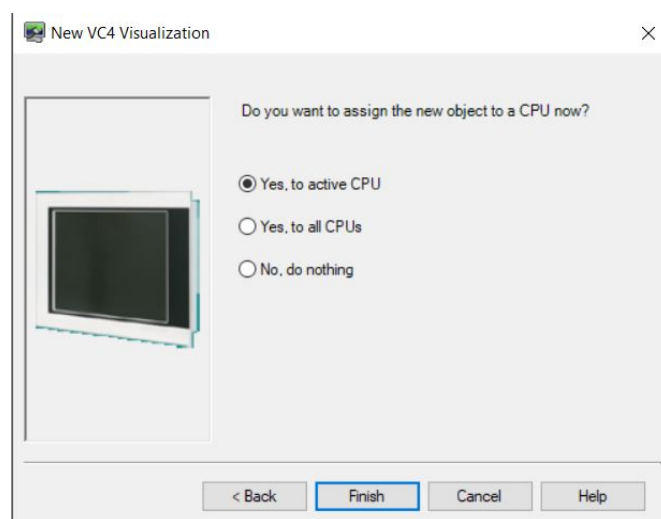 New VC4 Visualization
Do you want to assign the new object to a CPU now?
Yes, to active CPU
Yes, to all CPUs
No, do nothing
< Back Finish Cancel Help